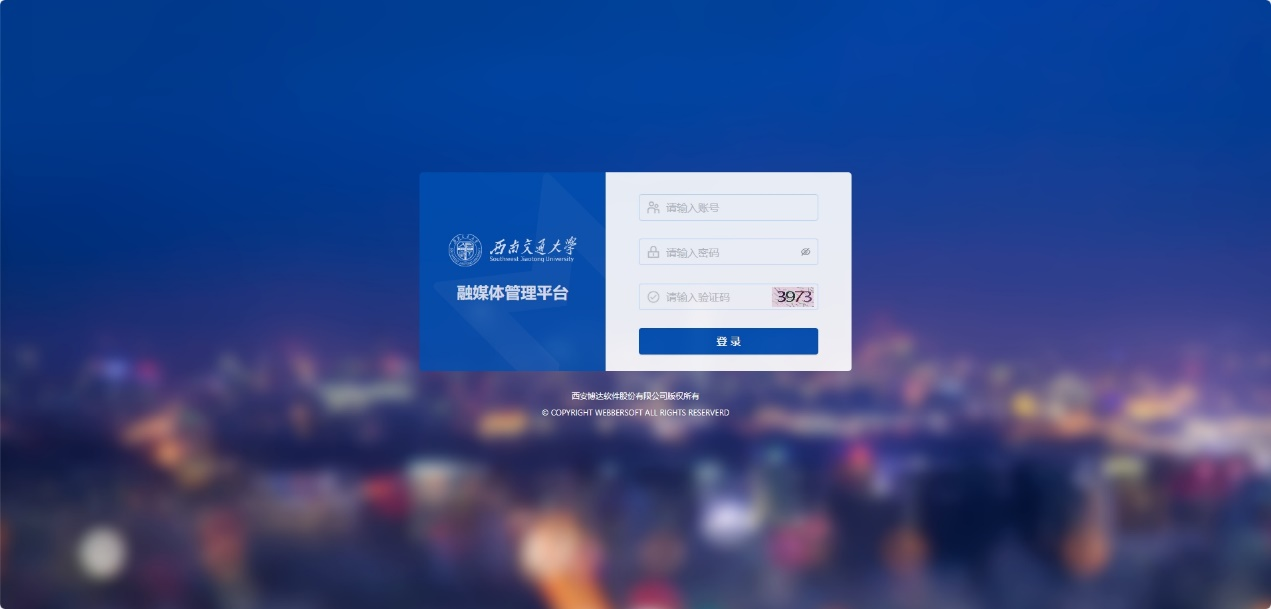 西南交通大学
Southwest Jiaotong University
融媒体管理平台
请输入账号
请输入密码
请输入验证码
3973
登 录
西安博达软件股份有限公司版权所有
© COPYRIGHT WEBBERSOFT ALL RIGHTS RESERVERD